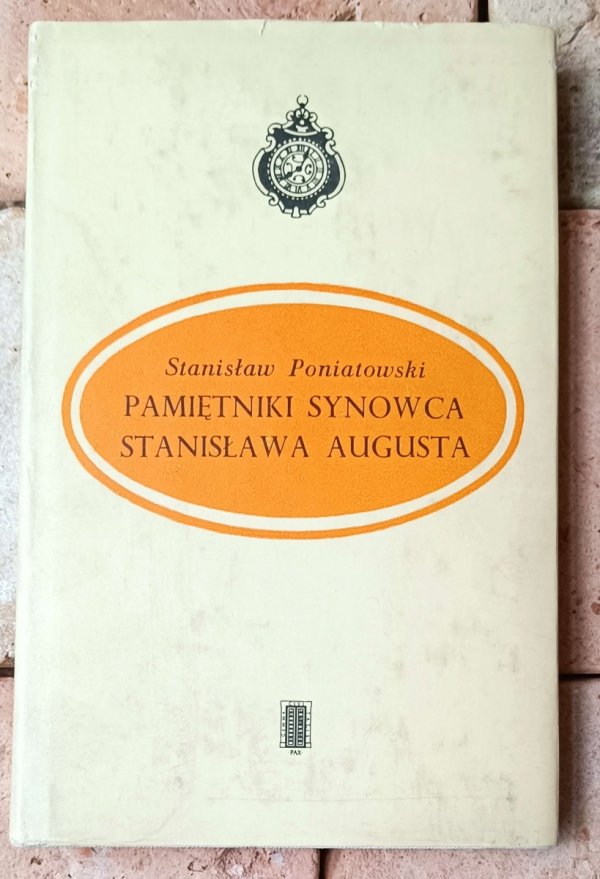 Stanisław Poniatowski
PAMIĘTNIKI SYNOWCA
STANISŁAWA AUGUSTA
PAX